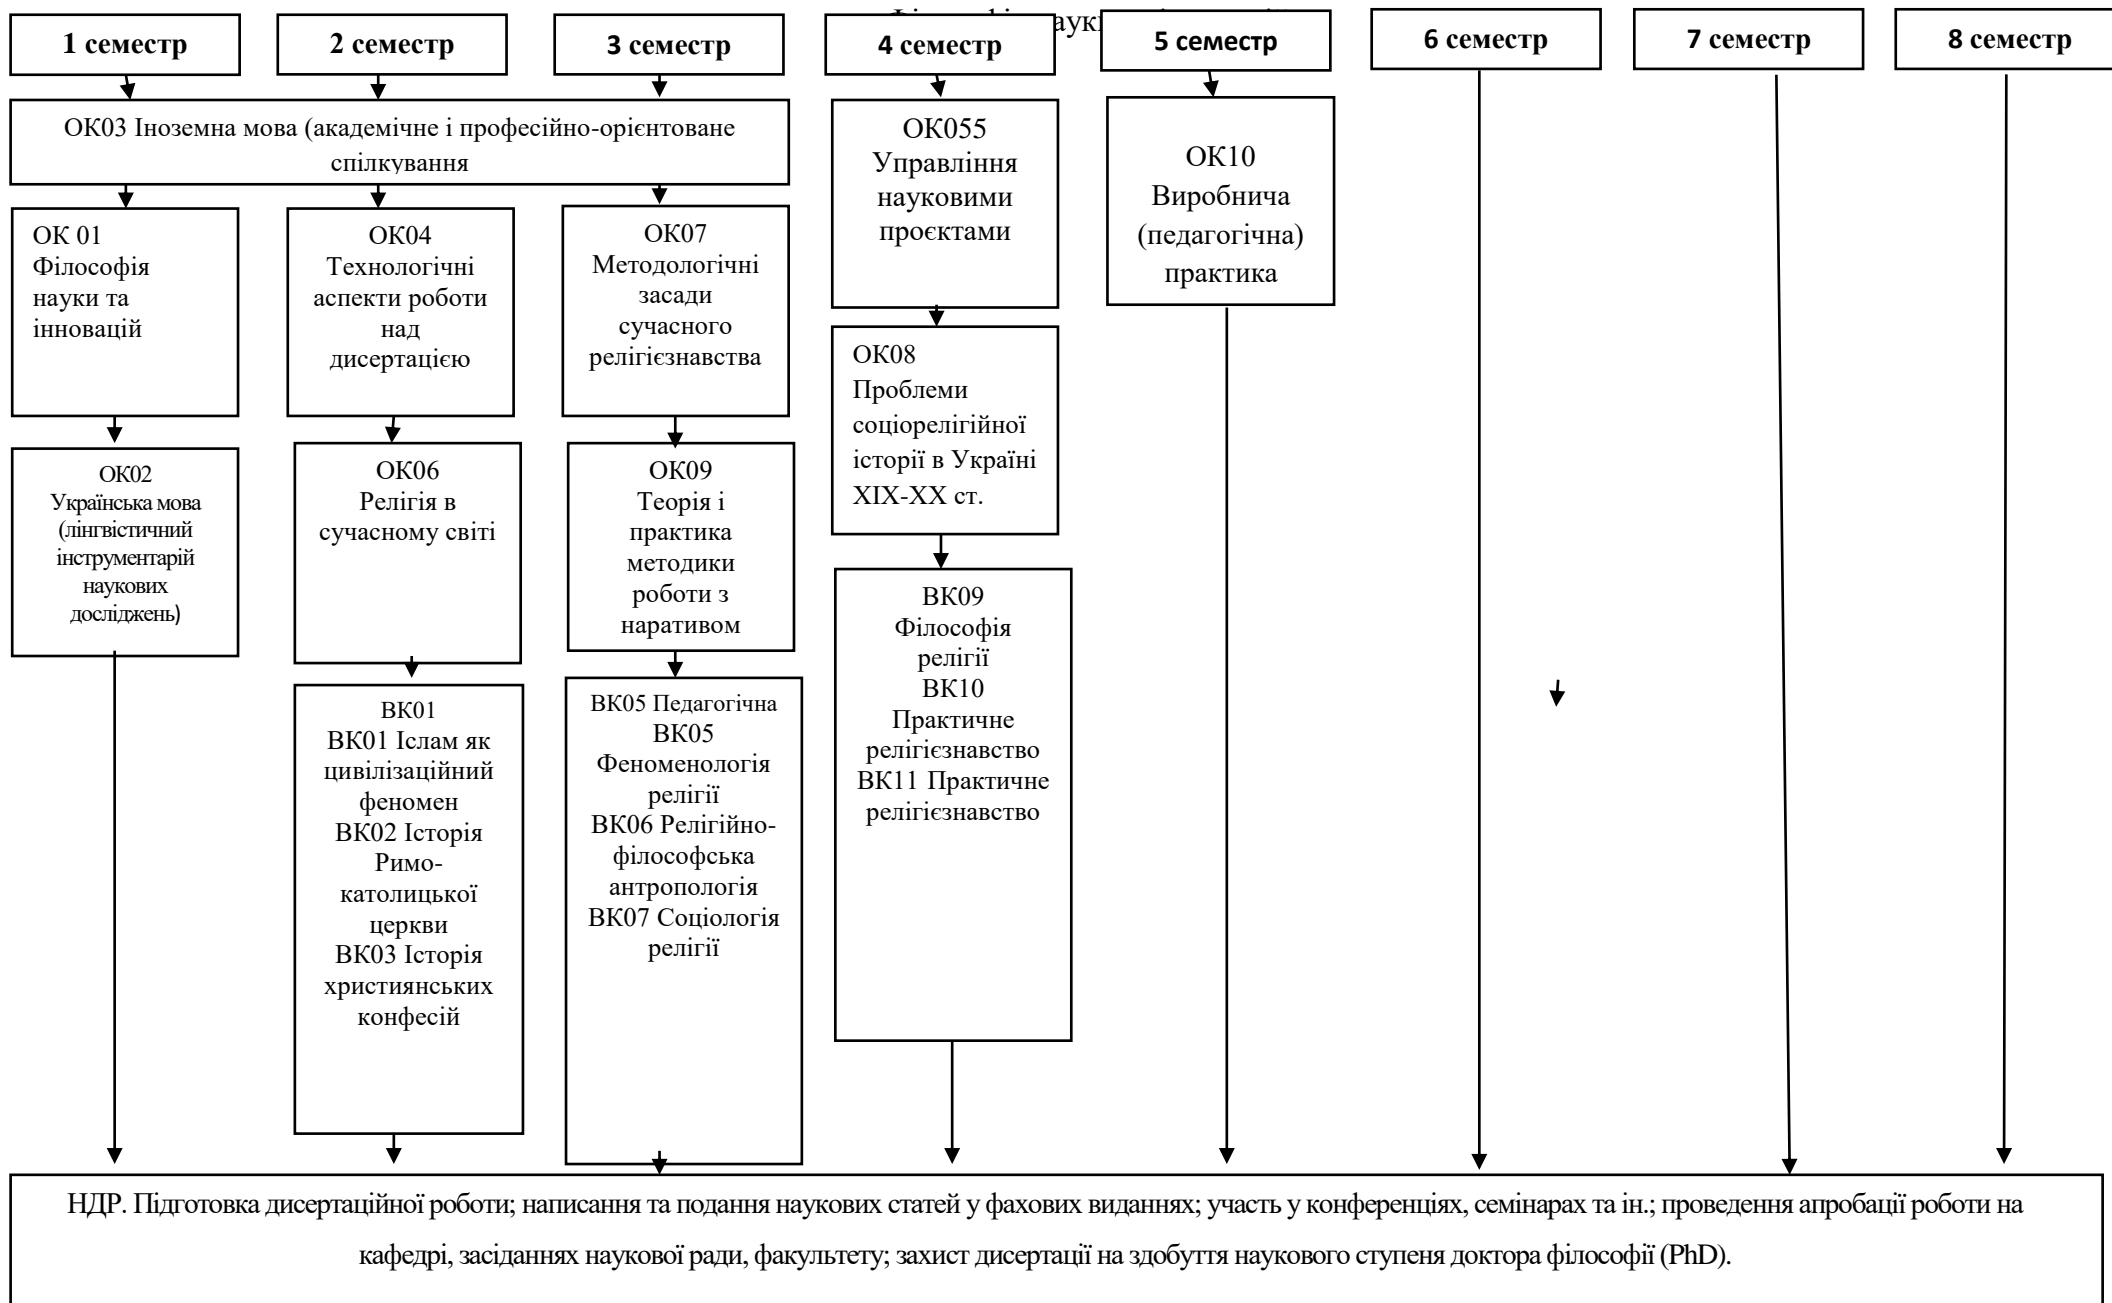 1 семестр
2 семестр
3 семестр
4 семестр
5 семестр
6 семестр
7 семестр
8 семестр
ОК03 Іноземна мова (академічне і професійно-орієнтоване
спілкування
ОК 01
Філософія
науки та
інновацій
ОК02
Українська мова
(лінгвістичний
інструментарій
наукових
досліджень)
ОК04
Технологічні
аспекти роботи
над
дисертацією
ОК06
Релігія в
сучасному світі
ВК01
ВК01 Іслам як
цивілізаційний
феномен
ВК02 Історія
Римо-
католицької
церкви
ВК03 Історія
християнських
конфесій
ОК07
Методологічні
засади
сучасного
релігієзнавства
ОК09
Теорія і
практика
методики
роботи з
наративом
ВК05 Педагогічна
ВК05
Феноменологія
релігії
ВК06 Релігійно-
філософська
антропологія
ВК07 Соціологія
релігії
ОК055
Управління
науковими
проєктами
ОК08
Проблеми
соціорелігійної
історії в Україні
ХІХ-ХХ ст.
ВК09
Філософія
релігії
ВК10
Практичне
релігієзнавство
ВК11 Практичне
релігієзнавство
ОК10
Виробнича
(педагогічна)
практика
НДР. Підготовка дисертаційної роботи; написання та подання наукових статей у фахових виданнях; участь у конференціях, семінарах та ін.; проведення апробації роботи на
кафедрі, засіданнях наукової ради, факультету; захист дисертації на здобуття наукового ступеня доктора філософії (PhD).